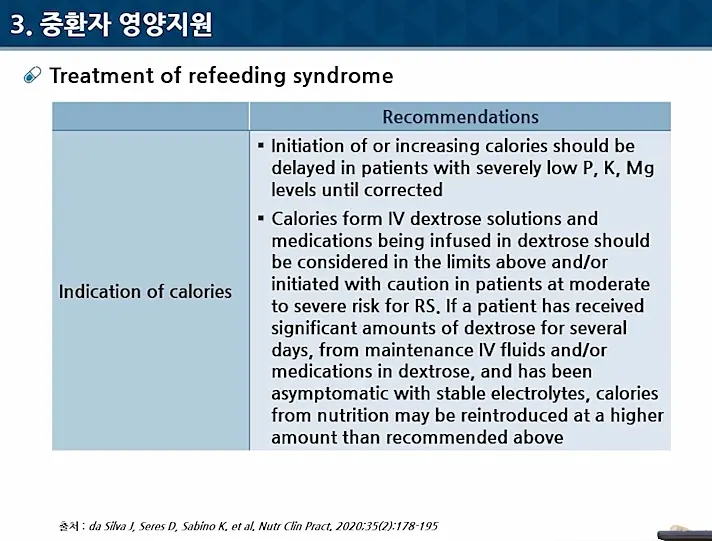 3. 중환자 영양지원
Treatment of refeeding syndrome
Recommendations
▪ Initiation of or increasing calories should be
delayed in patients with severely low P, K, Mg
levels until corrected
▪ Calories form IV dextrose solutions and
medications being infused in dextrose should
be considered in the limits above and/or
initiated with caution in patients at moderate
to severe risk for RS. If a patient has received
significant amounts of dextrose for several
days, from maintenance IV fluids and/or
medications in dextrose, and has been
asymptomatic with stable electrolytes, calories
from nutrition may be reintroduced at a higher
amount than recommended above
Indication of calories
출처 : da Silva J, Seres D, Sabino K, et al. Nutr Clin Pract. 2020;35(2):178-195